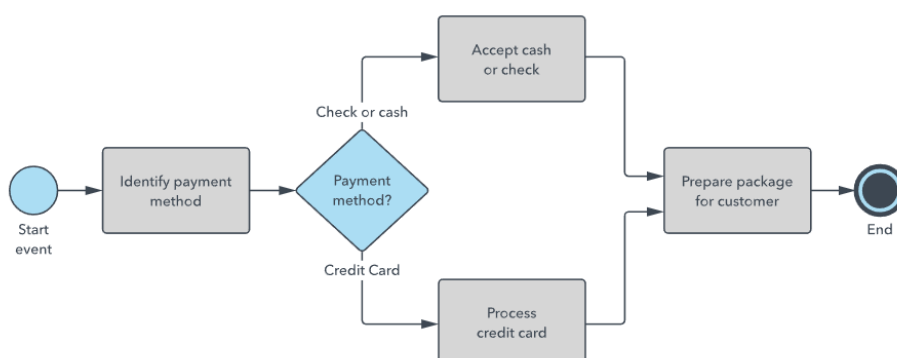 Start
event
Identify payment
method
Payment
method?
Check or cash
Accept cash
or check
Credit Card
Process
credit card
Prepare package
for customer
End